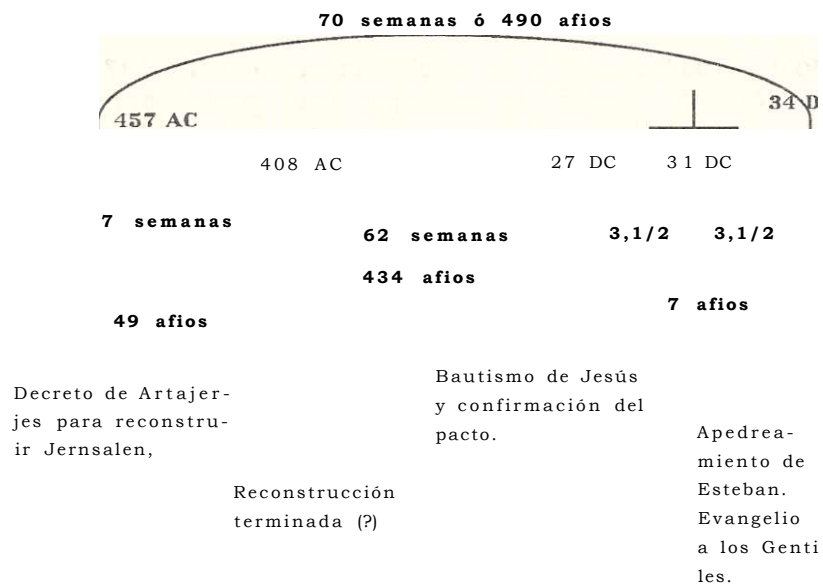 70 semanas ó 490 afios
457 AC
34 D
408 AC
27 DC
31 DC
7 semanas
62 semanas
3,1/2
3,1/2
434 afios
7 afios
49 afios
Decreto de Artajer-
jes para reconstru-
ir Jernsalen,
Bautismo de Jesús
y confirmación del
pacto.
Reconstrucción
terminada (?)
Apedrea-
miento de
Esteban.
Evangelio
a los Genti
les.